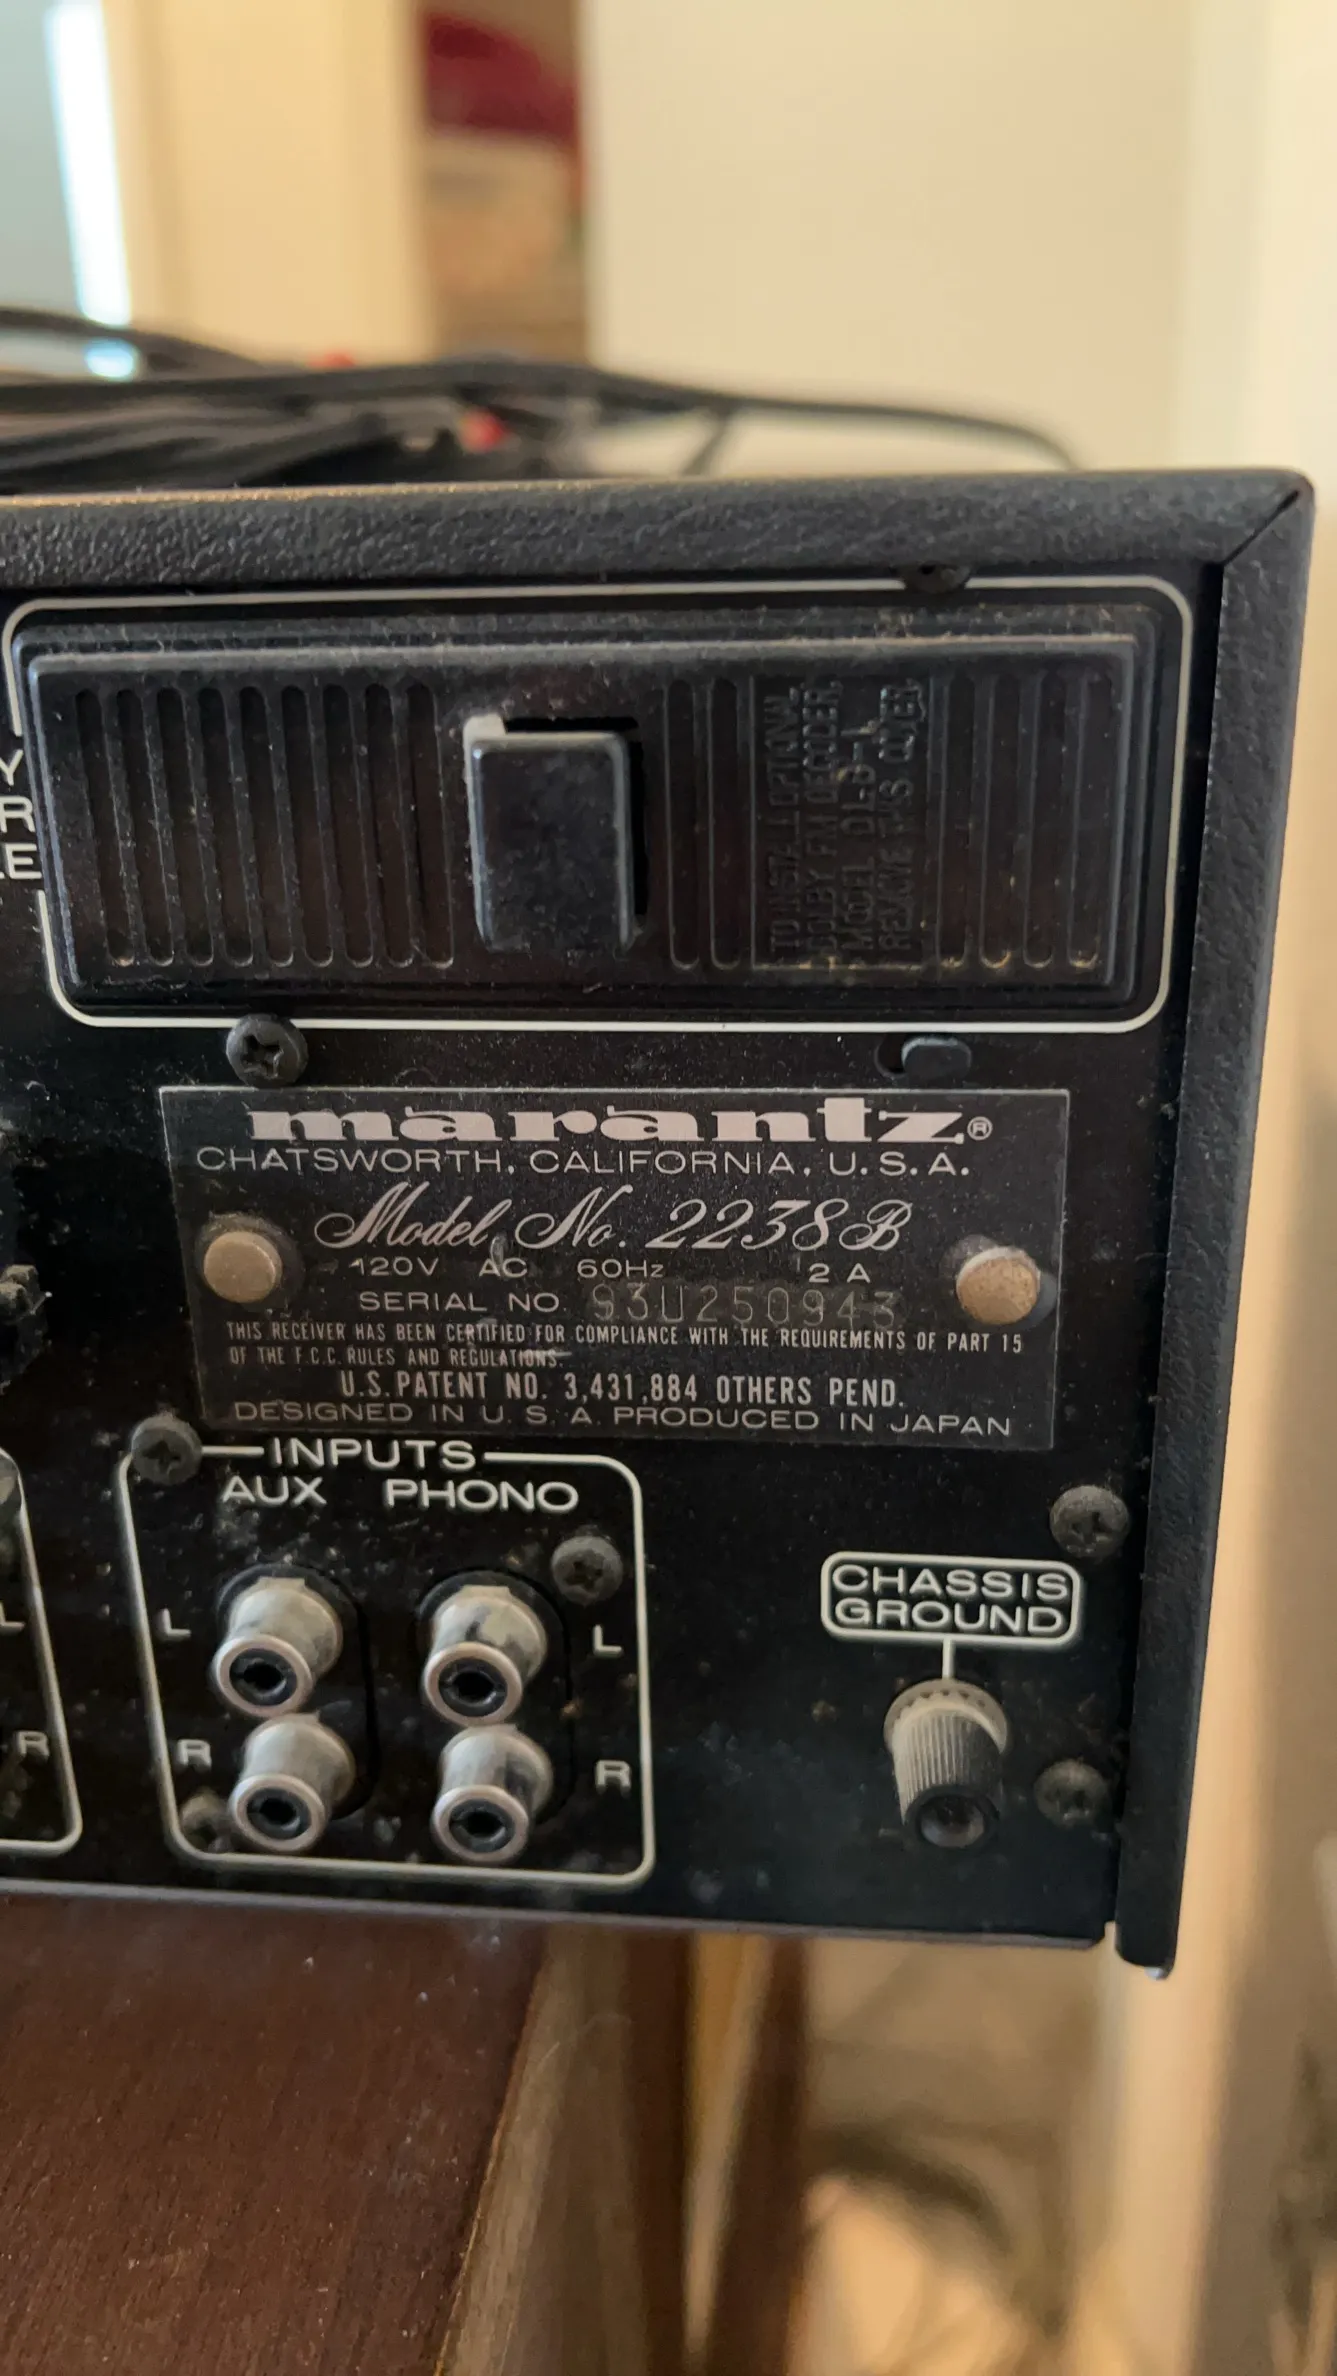 Y
R
LE
TO INSTALL OPTIONAL
DOLBY FM DECODER,
MODEL DLB-1,
REMOVE THIS COVER
marantz®
CHATSWORTH, CALIFORNIA, U.S.A.
Model No. 2238B
120V AC 60Hz 2 A
SERIAL NO. 93U250943
THIS RECEIVER HAS BEEN CERTIFIED FOR COMPLIANCE WITH THE REQUIREMENTS OF PART 15
OF THE F.C.C. RULES AND REGULATIONS.
U.S. PATENT NO. 3,431,884 OTHERS PEND.
DESIGNED IN U.S.A. PRODUCED IN JAPAN
INPUTS
AUX PHONO
CHASSIS
GROUND
L L L
R R R